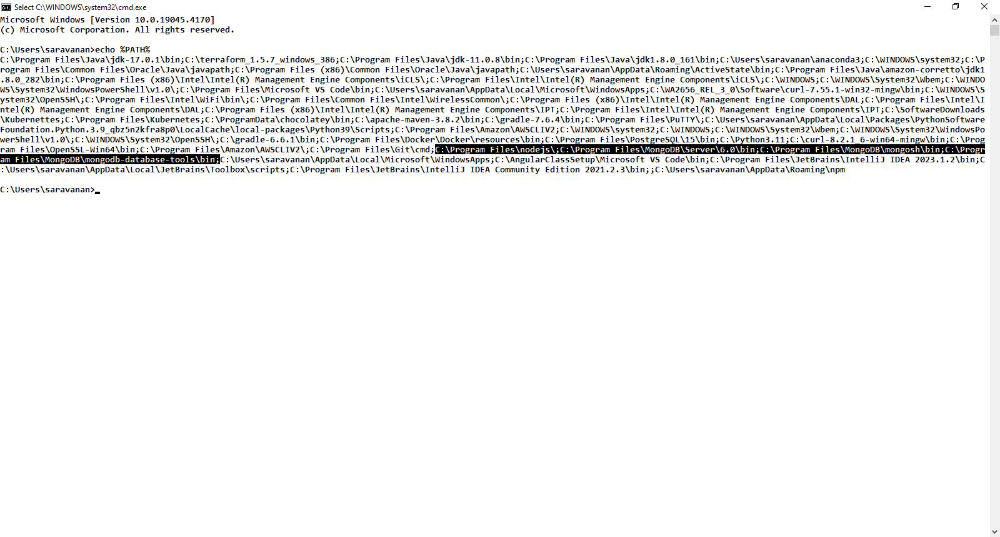 Select C:\WINDOWS\system32\cmd.exe
Microsoft Windows [Version 10.0.19045.4170]
(c) Microsoft Corporation. All rights reserved.
C:\Users\saravanan>echo %PATH%
C:\Program Files\Java\jdk-17.0.1\bin;C:\terraform_1.5.7_windows_386;C:\Program Files\Java\jdk-11.0.8\bin;C:\Program Files\Java\jdk1.8.0_161\bin;C:\Users\saravanan\anaconda3;C:\WINDOWS\system32;C:\P
rogram Files\Common Files\Oracle\Java\javapath;C:\Program Files (x86)\Common Files\Oracle\Java\javapath;C:\Users\saravanan\AppData\Roaming\ActiveState\bin;C:\Program Files\Java\amazon-corretto\jdk1
.8.0_282\bin;C:\Program Files (x86)\Intel\Intel(R) Management Engine Components\iCLS\;C:\Program Files\Intel\Intel(R) Management Engine Components\iCLS\;C:\WINDOWS;C:\WINDOWS\System32\Wbem;C:\WINDO
WS\System32\WindowsPowerShell\v1.0\;C:\Program Files\Microsoft VS Code\bin;C:\Users\saravanan\AppData\Local\Microsoft\WindowsApps;C:\WA2656_REL_3_0\Software\curl-7.55.1-win32-mingw\bin;C:\WINDOWS\S
ystem32\OpenSSH\;C:\Program Files\Intel\WiFi\bin\;C:\Program Files\Common Files\Intel\WirelessCommon\;C:\Program Files (x86)\Intel\Intel(R) Management Engine Components\DAL;C:\Program Files\Intel\I
ntel(R) Management Engine Components\DAL;C:\Program Files (x86)\Intel\Intel(R) Management Engine Components\IPT;C:\Program Files\Intel\Intel(R) Management Engine Components\IPT;C:\SoftwareDownloads
\Kubernettes;C:\Program Files\Kubernetes;C:\ProgramData\chocolatey\bin;C:\apache-maven-3.8.2\bin;C:\gradle-7.6.4\bin;C:\Program Files\PuTTY\;C:\Users\saravanan\AppData\Local\Packages\PythonSoftware
Foundation.Python.3.9_qbz5n2kfra8p0\LocalCache\local-packages\Python39\Scripts;C:\Program Files\Amazon\AWSCLIV2;C:\WINDOWS\system32;C:\WINDOWS;C:\WINDOWS\System32\Wbem;C:\WINDOWS\System32\WindowsPo
werShell\v1.0\;C:\WINDOWS\System32\OpenSSH\;C:\gradle-6.6.1\bin;C:\Program Files\Docker\Docker\resources\bin;C:\Program Files\PostgreSQL\15\bin;C:\Python3.11;C:\curl-8.2.1_6-win64-mingw\bin;C:\Prog
ram Files\OpenSSL-Win64\bin;C:\Program Files\Amazon\AWSCLIV2\;C:\Program Files\Git\cmd;C:\Program Files\nodejs\;C:\Program Files\MongoDB\Server\6.0\bin;C:\Program Files\MongoDB\mongosh\bin;C:\Progr
am Files\MongoDB\mongodb-database-tools\bin;C:\Users\saravanan\AppData\Local\Microsoft\WindowsApps;C:\AngularClassSetup\Microsoft VS Code\bin;C:\Program Files\JetBrains\IntelliJ IDEA 2023.1.2\bin;C
:\Users\saravanan\AppData\Local\JetBrains\Toolbox\scripts;C:\Program Files\JetBrains\IntelliJ IDEA Community Edition 2021.2.3\bin;;C:\Users\saravanan\AppData\Roaming\npm
C:\Users\saravanan>